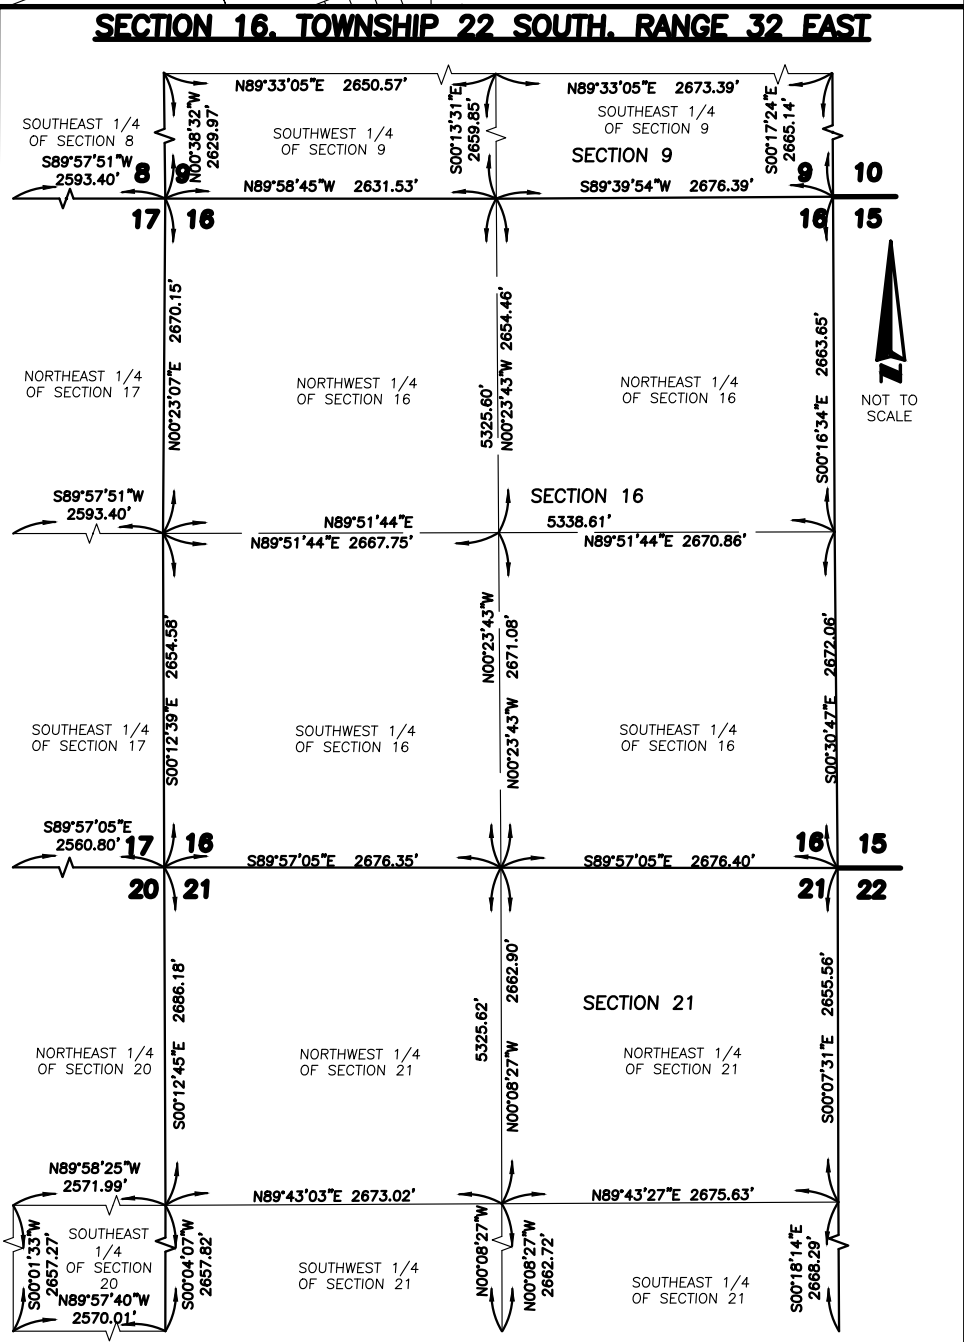 SECTION 16, TOWNSHIP 22 SOUTH, RANGE 32 EAST
N89°33'05"E 2650.57'
N89°33'05"E 2673.39'
SOUTHEAST 1/4
OF SECTION 8
N00°38'32"W
2629.97'
SOUTHWEST 1/4
OF SECTION 9
S00°13'31"E
2659.85'
SOUTHEAST 1/4
OF SECTION 9
SECTION 9
S00°17'24"E
2665.14'
S89°57'51"W
2593.40'
8 9
N89°58'45"W 2631.53'
S89°39'54"W 2676.39'
9 10
17 16
16 15
N00°23'07"E 2670.15'
5325.60'
N00°23'43"W 2654.46'
S00°16'34"E 2663.65'
NORTHEAST 1/4
OF SECTION 17
NORTHWEST 1/4
OF SECTION 16
NORTHEAST 1/4
OF SECTION 16
N
NOT TO
SCALE
S89°57'51"W
2593.40'
SECTION 16
N89°51'44"E
5338.61'
N89°51'44"E 2667.75'
N89°51'44"E 2670.86'
S00°12'39"E 2654.58'
N00°23'43"W
N00°23'43"W 2671.08'
S00°30'47"E 2672.06'
SOUTHEAST 1/4
OF SECTION 17
SOUTHWEST 1/4
OF SECTION 16
SOUTHEAST 1/4
OF SECTION 16
S89°57'05"E
2560.80'
17 16
16 15
S89°57'05"E 2676.35'
S89°57'05"E 2676.40'
20 21
21 22
S00°12'45"E 2686.18'
5325.62'
N00°08'27"W 2662.90'
SECTION 21
S00°07'31"E 2655.56'
NORTHEAST 1/4
OF SECTION 20
NORTHWEST 1/4
OF SECTION 21
NORTHEAST 1/4
OF SECTION 21
N89°58'25"W
2571.99'
N89°43'03"E 2673.02'
N89°43'27"E 2675.63'
S00°01'33"W
2657.27'
SOUTHEAST
1/4
OF SECTION
20
S00°04'07"W
2657.82'
SOUTHWEST 1/4
OF SECTION 21
N00°08'27"W
N00°08'27"W
2662.72'
SOUTHEAST 1/4
OF SECTION 21
S00°18'14"E
2668.29'
N89°57'40"W
2570.01'